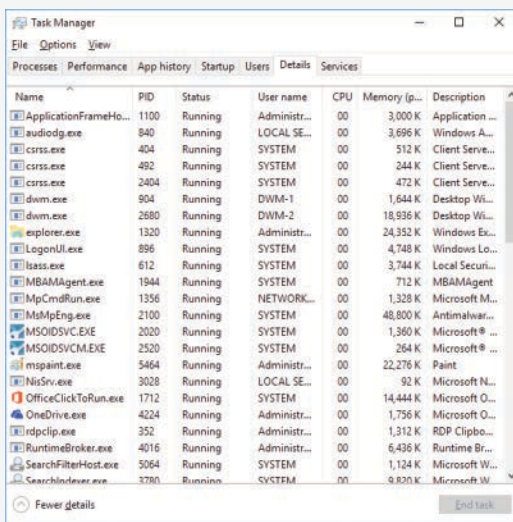 Task Manager
File Options View
Processes Performance App history Startup Users Details Services
Name PID Status User name CPU Memory (p... Description
ApplicationFrameHo... 1100 Running Administr... 00 3,000 K Application ...
audiodg.exe 840 Running LOCAL SE... 00 3,696 K Windows A...
csrss.exe 404 Running SYSTEM 00 512 K Client Serve...
csrss.exe 492 Running SYSTEM 00 244 K Client Serve...
csrss.exe 2404 Running SYSTEM 00 472 K Client Serve...
dwm.exe 904 Running DWM-1 00 1,644 K Desktop Wi...
dwm.exe 2680 Running DWM-2 00 18,936 K Desktop Wi...
explorer.exe 1320 Running Administr... 00 24,352 K Windows Ex...
LogonUI.exe 896 Running SYSTEM 00 4,748 K Windows Lo...
lsass.exe 612 Running SYSTEM 00 3,744 K Local Securi...
MBAMAgent.exe 1944 Running SYSTEM 00 712 K MBAMAgent
MpCmdRun.exe 1356 Running NETWORK... 00 1,328 K Microsoft M...
MsMpEng.exe 2100 Running SYSTEM 00 48,800 K Antimalwar...
MSOIDSVC.EXE 2020 Running SYSTEM 00 1,360 K Microsoft® ...
MSOIDSVCM.EXE 2520 Running SYSTEM 00 264 K Microsoft® ...
mspaint.exe 5464 Running Administr... 00 22,276 K Paint
NisSrv.exe 3028 Running LOCAL SE... 00 92 K Microsoft N...
OfficeClickToRun.exe 1712 Running SYSTEM 00 14,444 K Microsoft O...
OneDrive.exe 4224 Running Administr... 00 1,756 K Microsoft O...
rdpclip.exe 352 Running Administr... 00 1,312 K RDP Clipbo...
RuntimeBroker.exe 4016 Running Administr... 00 6,436 K Runtime Br...
SearchFilterHost.exe 5064 Running SYSTEM 00 1,124 K Microsoft W...
SearchIndexer.exe 3780 Running SYSTEM 00 9,820 K Microsoft W...
Fewer details End task